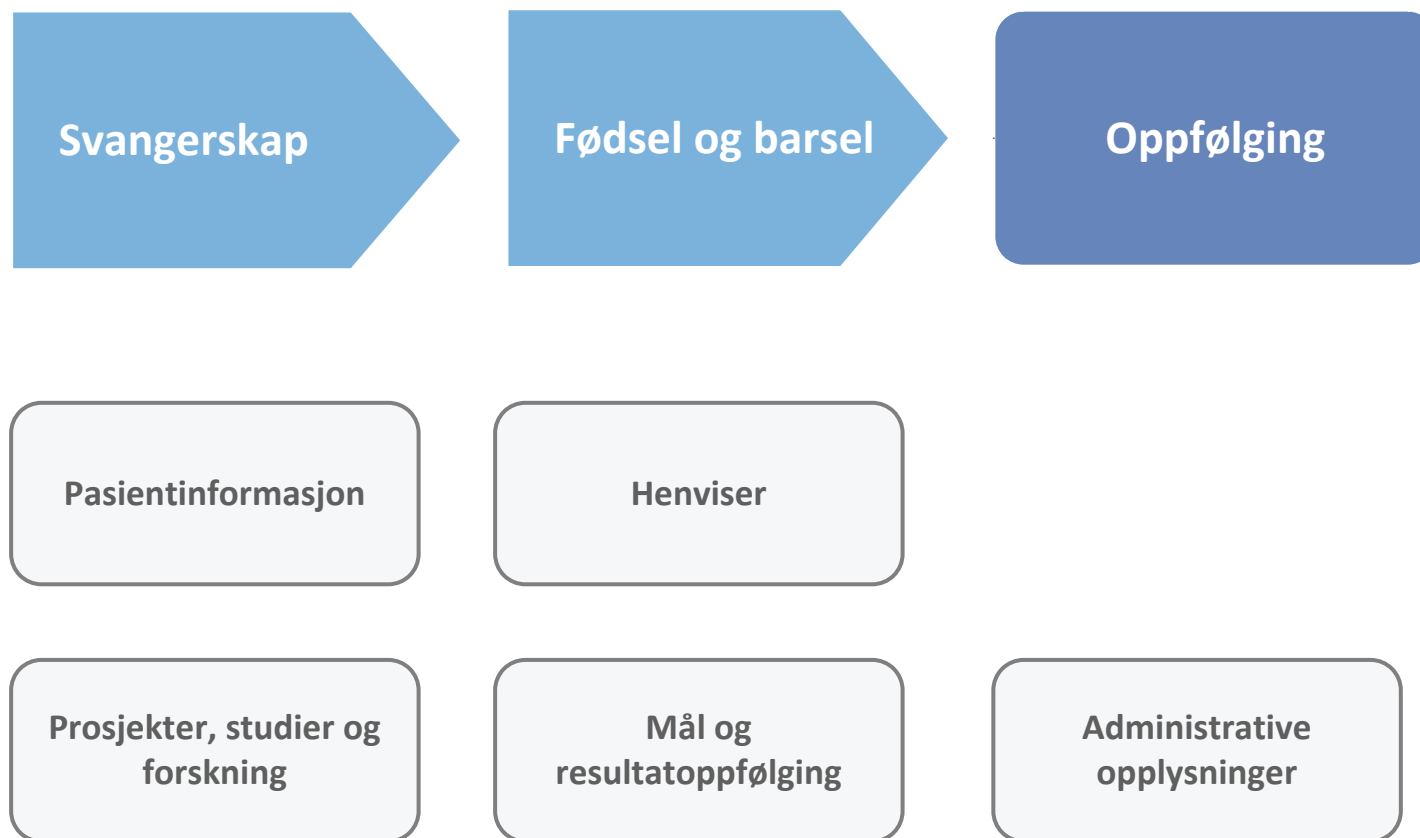 Svangerskap
Fødsel og barsel
Oppfølging
Pasientinformasjon
Henviser
Prosjekter, studier og
forskning
Mål og
resultatoppfølging
Administrative
opplysninger